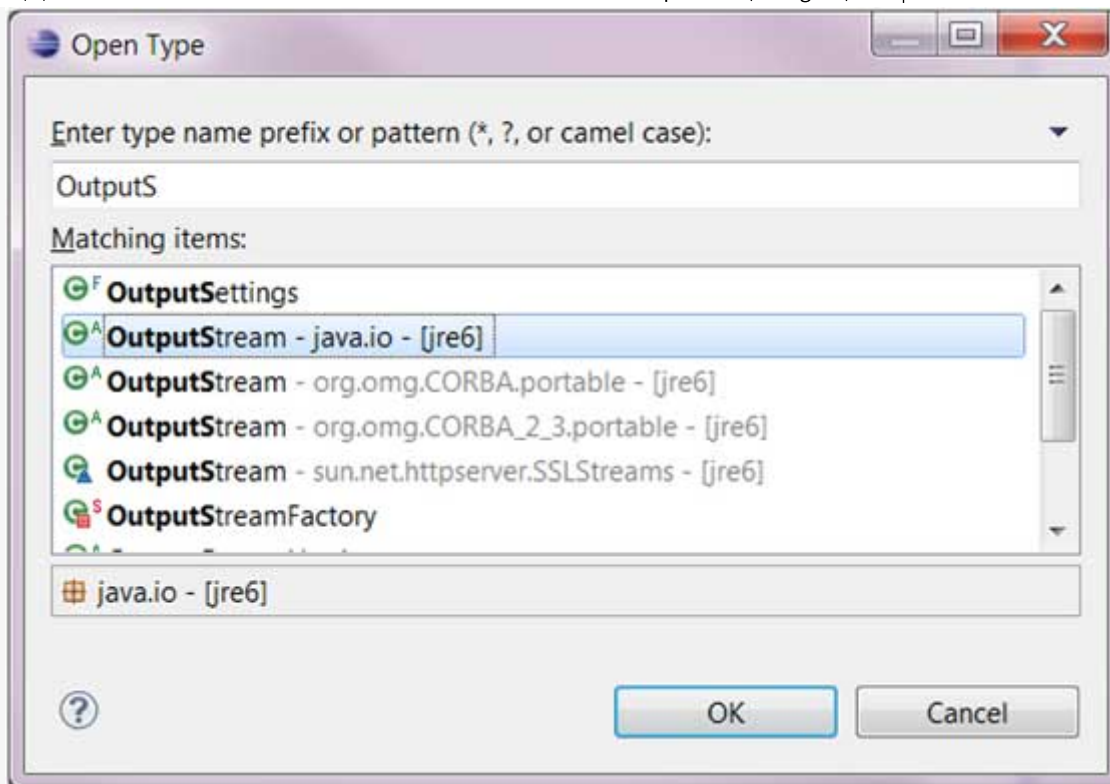 Open Type
Enter type name prefix or pattern (*, ?, or camel case):
OutputS
Matching items:
OutputSettings
OutputStream - java.io - [jre6]
OutputStream - org.omg.CORBA.portable - [jre6]
OutputStream - org.omg.CORBA_2_3.portable - [jre6]
OutputStream - sun.net.httpserver.SSLStreams - [jre6]
OutputStreamFactory
java.io - [jre6]
OK Cancel